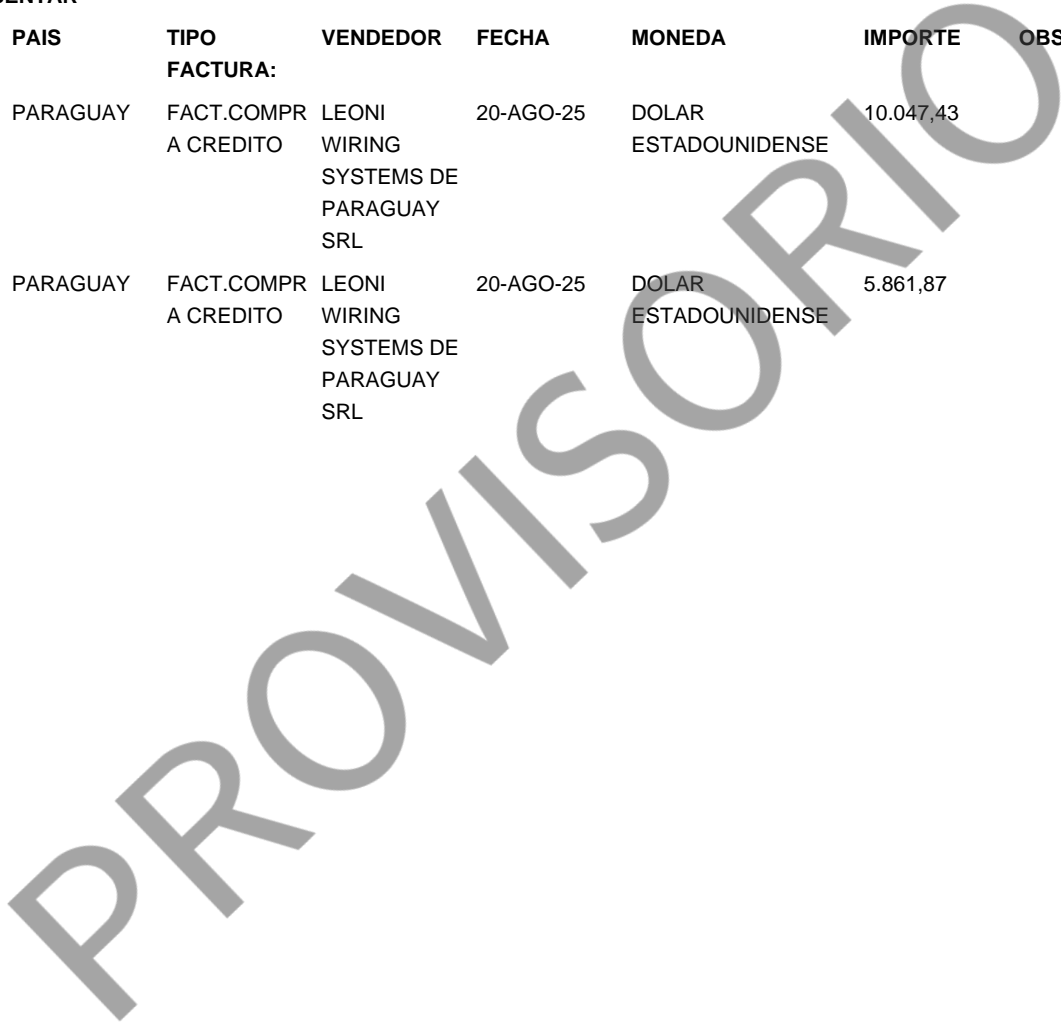 PAIS TIPO VENDEDOR FECHA MONEDA IMPORTE
FACTURA:
PARAGUAY FACT.COMPR LEONI 20-AGO-25 DOLAR 10.047,43
A CREDITO WIRING ESTADOUNIDENSE
SYSTEMS DE
PARAGUAY
SRL
PARAGUAY FACT.COMPR LEONI 20-AGO-25 DOLAR 5.861,87
A CREDITO WIRING ESTADOUNIDENSE
SYSTEMS DE
PARAGUAY
SRL
PROVISORIO